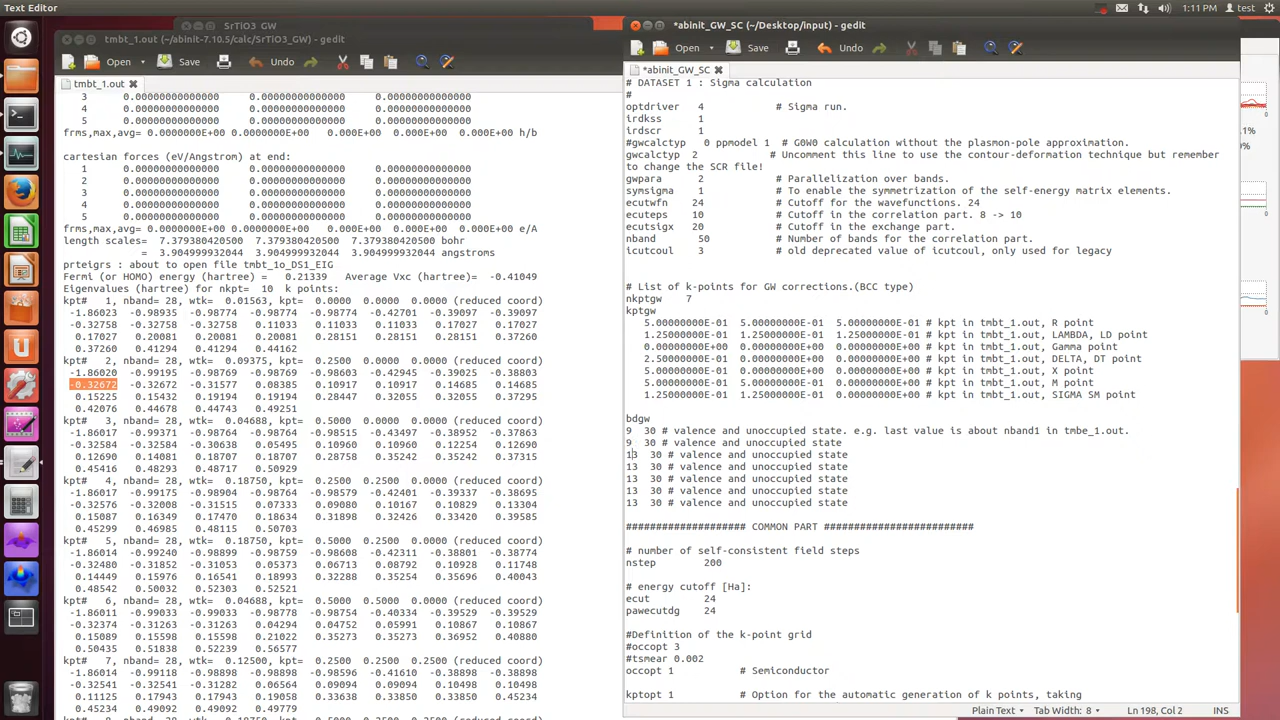 Text Editor
test 1:11 PM
SrTiO3 GW
*abinit_GW_SC (~/Desktop/input) - gedit
tmbt_1.out (~/abinit-7.10.5/calc/SrTiO3_GW) - gedit
Open Save Undo
Open Save Undo
tmbt_1.out
*abinit_GW_SC
3 0.00000000000000 0.00000000000000 0.00000000000000
4 0.00000000000000 0.00000000000000 0.00000000000000
5 0.00000000000000 0.00000000000000 0.00000000000000
frms,max,avg= 0.0000000E+00 0.0000000E+00 0.000E+00 0.000E+00 0.000E+00 h/b
cartesian forces (eV/Angstrom) at end:
1 0.00000000000000 0.00000000000000 0.00000000000000
2 0.00000000000000 0.00000000000000 0.00000000000000
3 0.00000000000000 0.00000000000000 0.00000000000000
4 0.00000000000000 0.00000000000000 0.00000000000000
5 0.00000000000000 0.00000000000000 0.00000000000000
frms,max,avg= 0.0000000E+00 0.0000000E+00 0.000E+00 0.000E+00 0.000E+00 e/A
length scales= 7.379380420500 7.379380420500 7.379380420500 bohr
= 3.904999932445 3.904999932445 3.904999932445 angstroms
prteigrs : about to open file tmbt_1o_DS1_EIG
Fermi (or HOMO) energy (hartree) = 0.21339 Average Vxc (hartree)= -0.41049
Eigenvalues (hartree) for nkpt= 10 k points:
kpt# 1, nband= 28, wtk= 0.01563, kpt= 0.0000 0.0000 0.0000 (reduced coord)
-1.86023 -0.98935 -0.98774 -0.98774 -0.98774 -0.42701 -0.39097 -0.39097
-0.32758 -0.32758 -0.32758 0.11033 0.11033 0.11033 0.17027 0.17027
0.17027 0.20081 0.20081 0.20081 0.28151 0.28151 0.28151 0.37260
0.37260 0.41294 0.41294 0.44162
kpt# 2, nband= 28, wtk= 0.09375, kpt= 0.2500 0.0000 0.0000 (reduced coord)
-1.86020 -0.99195 -0.98769 -0.98769 -0.98603 -0.42945 -0.39025 -0.38803
-0.32672 -0.32672 -0.31577 0.08385 0.10917 0.10917 0.14685 0.14685
0.15225 0.15432 0.19194 0.19194 0.28447 0.32055 0.32055 0.37295
0.42076 0.44678 0.44743 0.49251
kpt# 3, nband= 28, wtk= 0.04688, kpt= 0.5000 0.0000 0.0000 (reduced coord)
-1.86019 -0.99371 -0.98764 -0.98764 -0.98515 -0.43497 -0.38952 -0.37863
-0.32584 -0.32584 -0.30638 0.05495 0.10960 0.10960 0.12254 0.12690
0.12690 0.14081 0.18707 0.18707 0.28758 0.35242 0.35242 0.37315
0.45416 0.48293 0.48717 0.50929
kpt# 4, nband= 28, wtk= 0.18750, kpt= 0.2500 0.2500 0.0000 (reduced coord)
-1.86017 -0.99175 -0.98904 -0.98764 -0.98579 -0.42401 -0.39337 -0.38695
-0.32576 -0.32008 -0.31515 0.07333 0.09080 0.10167 0.10829 0.13304
0.15087 0.16391 0.17470 0.18634 0.31898 0.32426 0.33420 0.39585
0.45299 0.46985 0.48115 0.50703
kpt# 5, nband= 28, wtk= 0.18750, kpt= 0.5000 0.2500 0.0000 (reduced coord)
-1.86014 -0.99240 -0.98898 -0.98759 -0.98608 -0.42311 -0.38801 -0.38774
-0.32480 -0.31852 -0.31053 0.05373 0.06713 0.08792 0.10928 0.11748
0.14449 0.15976 0.16541 0.18993 0.32288 0.35254 0.35696 0.40043
0.48542 0.50032 0.52303 0.52521
kpt# 6, nband= 28, wtk= 0.04688, kpt= 0.5000 0.5000 0.0000 (reduced coord)
-1.86011 -0.99033 -0.99033 -0.98778 -0.98754 -0.40334 -0.39529 -0.39529
-0.32374 -0.31263 -0.31263 0.04294 0.04752 0.05991 0.10867 0.10867
0.15089 0.15598 0.15598 0.21022 0.35273 0.35273 0.36952 0.40880
0.50435 0.51838 0.52239 0.56577
kpt# 7, nband= 28, wtk= 0.12500, kpt= 0.2500 0.2500 0.2500 (reduced coord)
-1.86014 -0.99118 -0.98898 -0.98898 -0.98596 -0.41610 -0.38898 -0.38898
-0.32541 -0.32541 -0.31282 0.06564 0.09094 0.09094 0.14104 0.14104
0.11125 0.17943 0.17943 0.19058 0.33638 0.33850 0.33850 0.45234
0.45234 0.49092 0.49092 0.49779
# DATASET 1 : Sigma calculation
#
optdriver 4 # Sigma run.
irdkss 1
irdscr 1
#gwcalctyp 0 ppmodel 1 # G0W0 calculation without the plasmon-pole approximation.
gwcalctyp 2 # Uncomment this line to use the contour-deformation technique but remember
to change the SCR file!
gwpara 2 # Parallelization over bands.
symsigma 1 # To enable the symmetrization of the self-energy matrix elements.
ecutwfn 24 # Cutoff for the wavefunctions. 24
ecuteps 10 # Cutoff in the correlation part. 8 -> 10
ecutsigx 20 # Cutoff in the exchange part.
nband 50 # Number of bands for the correlation part.
icutcoul 3 # old deprecated value of icutcoul, only used for legacy
# List of k-points for GW corrections.(BCC type)
nkptgw 7
kptgw
5.00000000E-01 5.00000000E-01 5.00000000E-01 # kpt in tmbt_1.out, R point
1.25000000E-01 1.25000000E-01 1.25000000E-01 # kpt in tmbt_1.out, LAMBDA, LD point
0.00000000E+00 0.00000000E+00 0.00000000E+00 # Gamma point
2.50000000E-01 0.00000000E+00 0.00000000E+00 # kpt in tmbt_1.out, DELTA, DT point
5.00000000E-01 0.00000000E+00 0.00000000E+00 # kpt in tmbt_1.out, X point
5.00000000E-01 5.00000000E-01 0.00000000E+00 # kpt in tmbt_1.out, M point
1.25000000E-01 1.25000000E-01 0.00000000E+00 # kpt in tmbt_1.out, SIGMA SM point
bdgw
9 30 # valence and unoccupied state. e.g. last value is about nband1 in tmbe_1.out.
9 30 # valence and unoccupied state
13 30 # valence and unoccupied state
13 30 # valence and unoccupied state
13 30 # valence and unoccupied state
13 30 # valence and unoccupied state
13 30 # valence and unoccupied state
#################### COMMON PART #########################
# number of self-consistent field steps
nstep 200
# energy cutoff [Ha]:
ecut 24
pawecutdg 24
#Definition of the k-point grid
#occopt 3
#tsmear 0.002
occopt 1 # Semiconductor
kptopt 1 # Option for the automatic generation of k points, taking
Plain Text Tab Width: 8 Ln 198, Col 2 INS